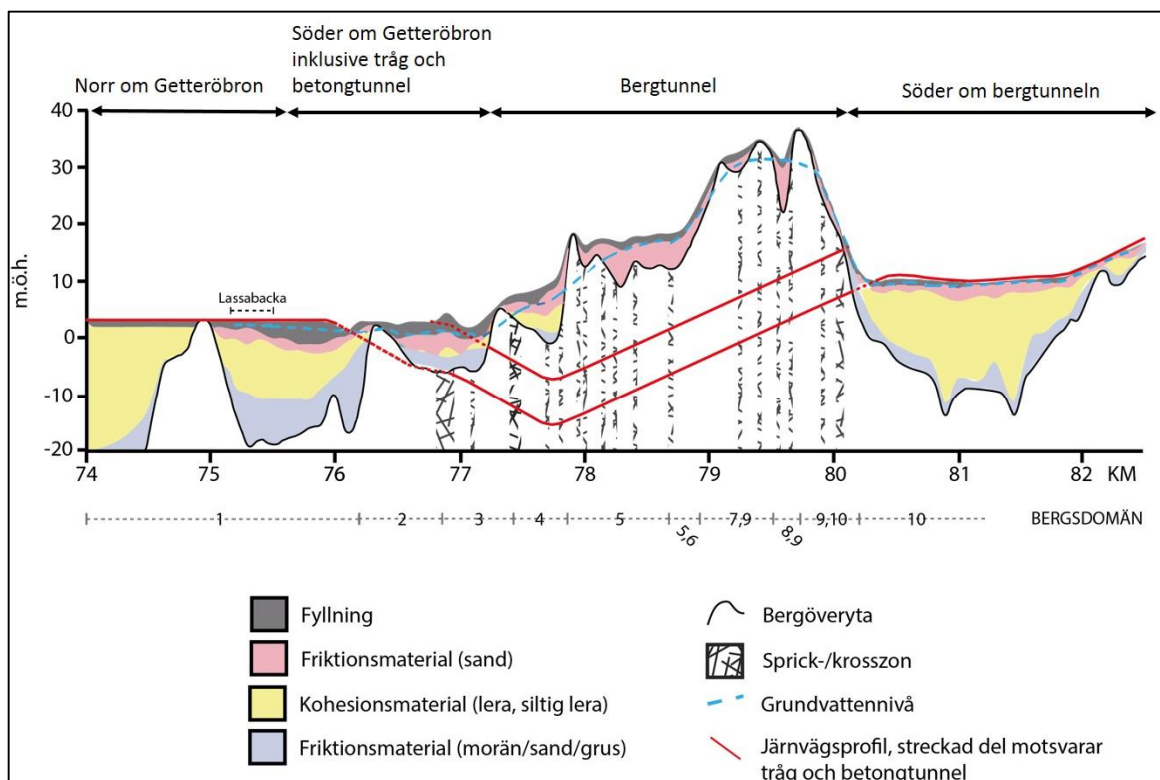 Söder om Getteröbron
inklusive tråg och
betongtunnel
Norr om Getteröbron
Bergtunnel
Söder om bergtunneln
m.ö.h.
40
30
20
10
0
-10
-20
Lassabacka
74 75 76 77 78 79 80 81 82 KM
1 2 3 4 5 5,6 7,9 8,9 9,10 10 BERGSDOMÄN
Fyllning
Friktionsmaterial (sand)
Kohesionsmaterial (lera, siltig lera)
Friktionsmaterial (morän/sand/grus)
Bergöveryta
Sprick-/krosszon
Grundvattennivå
Järnvägsprofil, streckad del motsvarar
tråg och betongtunnel